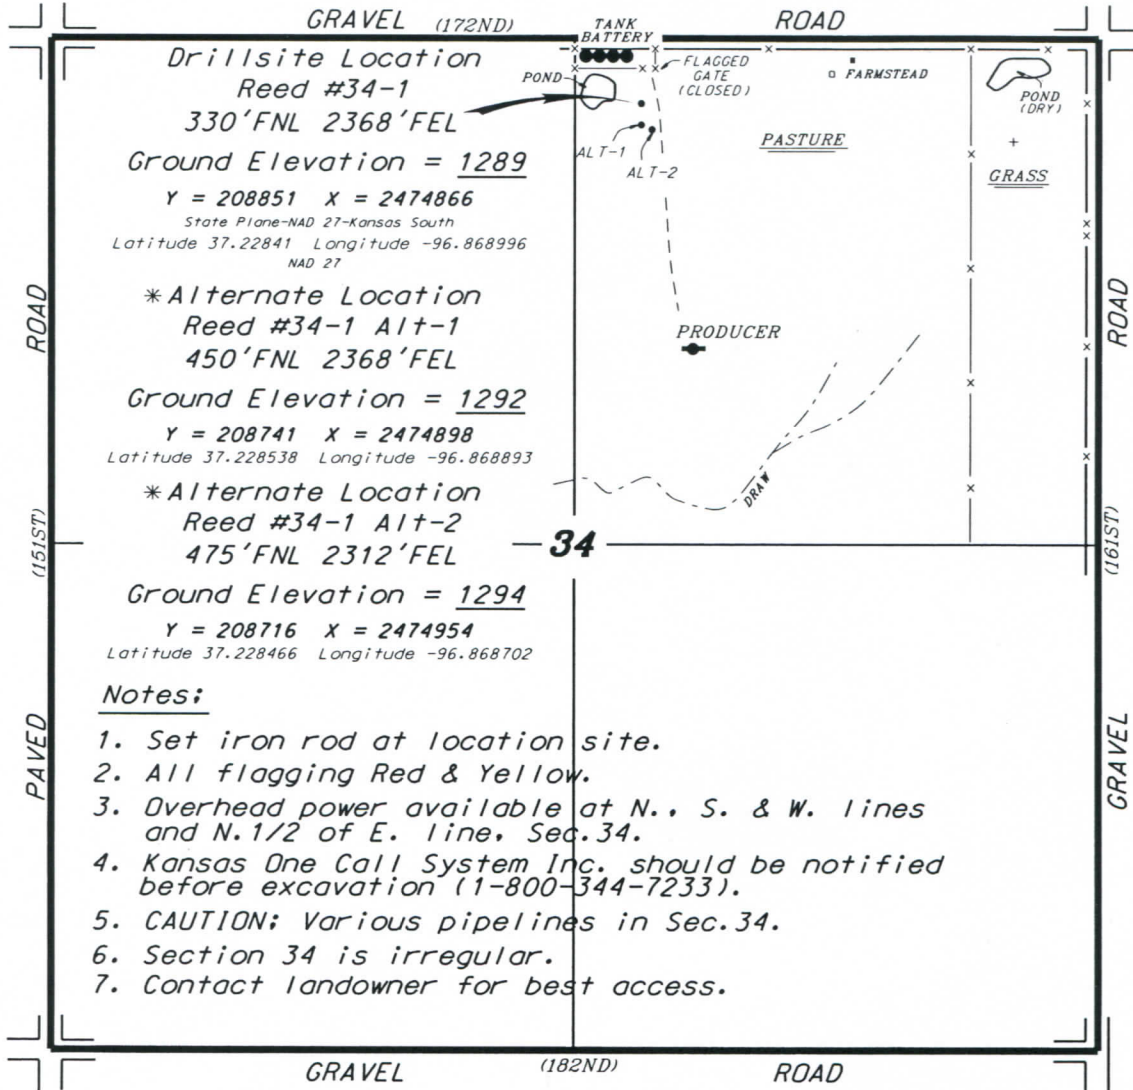 GRAVEL (172ND) ROAD
Drillsite Location
Reed #34-1
330'FNL 2368'FEL
Ground Elevation = 1289
Y = 208851 X = 2474866
State Plane-NAD 27-Kansas South
Latitude 37.22841 Longitude -96.868996
NAD 27
*Alternate Location
Reed #34-1 Alt-1
450'FNL 2368'FEL
Ground Elevation = 1292
Y = 208741 X = 2474898
Latitude 37.228538 Longitude -96.868893
*Alternate Location
Reed #34-1 Alt-2
475'FNL 2312'FEL
Ground Elevation = 1294
Y = 208716 X = 2474954
Latitude 37.228466 Longitude -96.868702
TANK
BATTERY
POND
FLAGGED
GATE
(CLOSED)
FARMSTEAD
POND
(DRY)
ALT-1
ALT-2
PASTURE
GRASS
PRODUCER
DRAW
34
Notes:
1. Set iron rod at location site.
2. All flagging Red & Yellow.
3. Overhead power available at N., S. & W. lines
and N.1/2 of E. line, Sec.34.
4. Kansas One Call System Inc. should be notified
before excavation (1-800-344-7233).
5. CAUTION: Various pipelines in Sec.34.
6. Section 34 is irregular.
7. Contact landowner for best access.
PAVED (151ST) ROAD
ROAD
(161ST)
GRAVEL
GRAVEL (182ND) ROAD